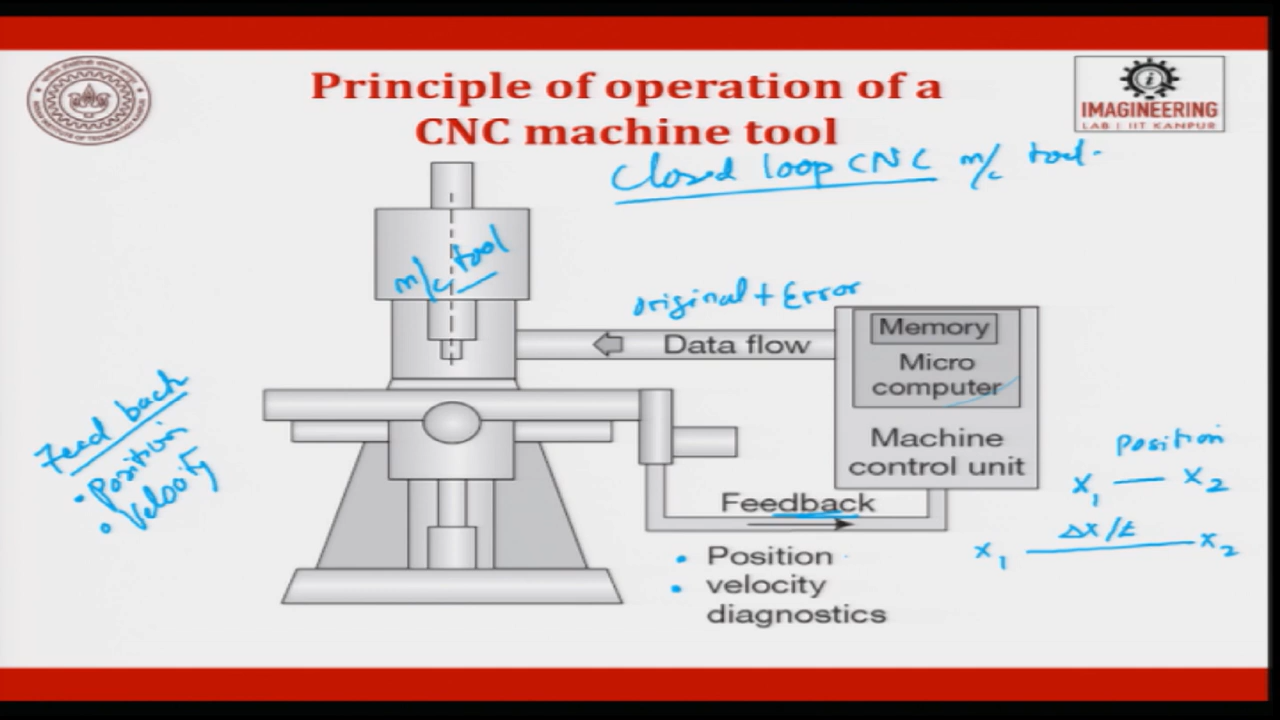 Principle of operation of a
CNC machine tool
IMAGINEERING
LAB | IIT KANPUR
Closed loop CNC m/c tool.
m/c tool
original + Error
Data flow
Memory
Micro
computer
Machine
control unit
Feed back
• Position
• Velocity
Feedback
• Position
• velocity
diagnostics
Position
x₁ — x₂
Δx/t
x₁ — x₂